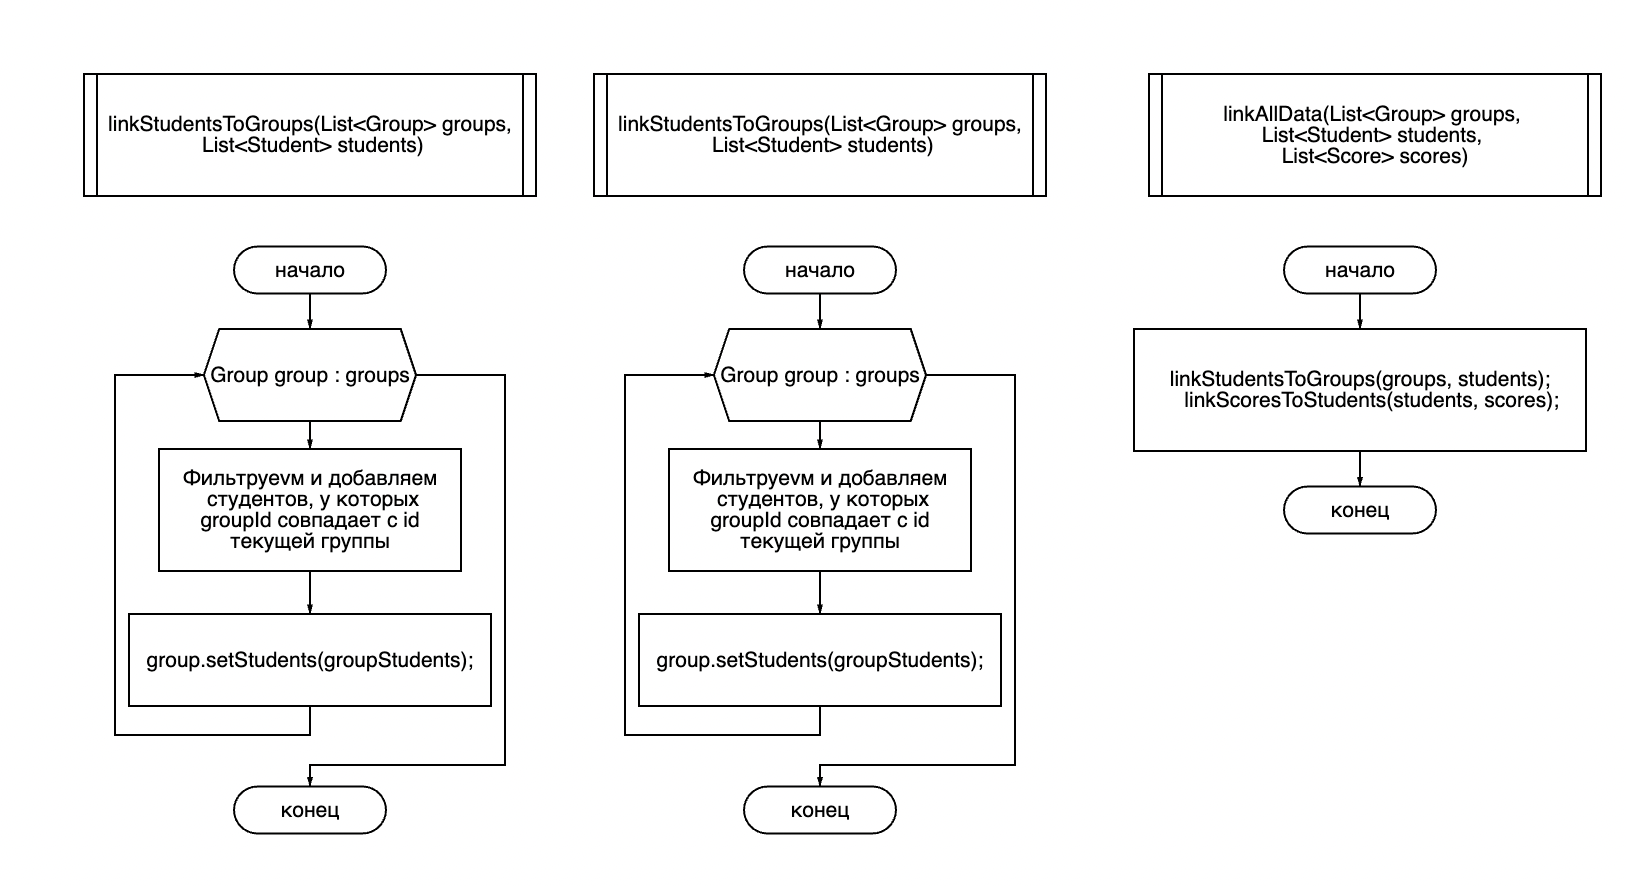 linkStudentsToGroups(List<Group> groups,
List<Student> students)
начало
Group group : groups
Фильтруеvм и добавляем
студентов, у которых
groupId совпадает с id
текущей группы
group.setStudents(groupStudents);
конец
linkStudentsToGroups(List<Group> groups,
List<Student> students)
начало
Group group : groups
Фильтруеvм и добавляем
студентов, у которых
groupId совпадает с id
текущей группы
group.setStudents(groupStudents);
конец
linkAllData(List<Group> groups,
List<Student> students,
List<Score> scores)
начало
linkStudentsToGroups(groups, students);
linkScoresToStudents(students, scores);
конец